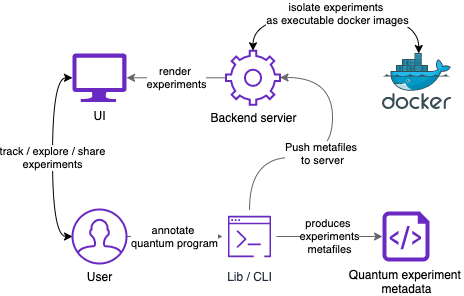 isolate experiments
as executable docker images
render
experiments
UI
Backend servier
docker
track / explore / share
experiments
Push metafiles
to server
annotate
quantum program
produces
experiments
metafiles
User
Lib / CLI
Quantum experiment
metadata